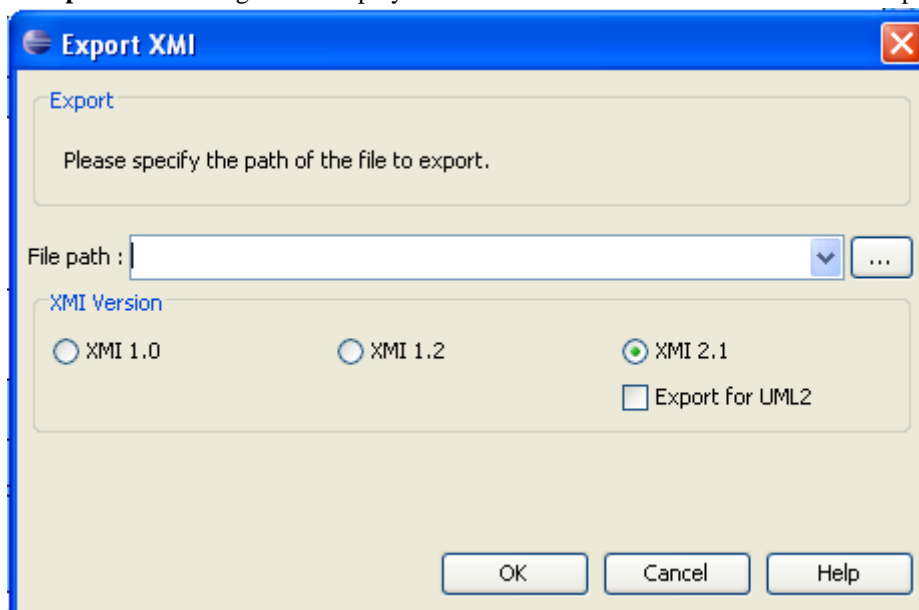 Export XMI
Export
Please specify the path of the file to export.
File path :
...
XMI Version
XMI 1.0 XMI 1.2 XMI 2.1
Export for UML2
OK Cancel Help